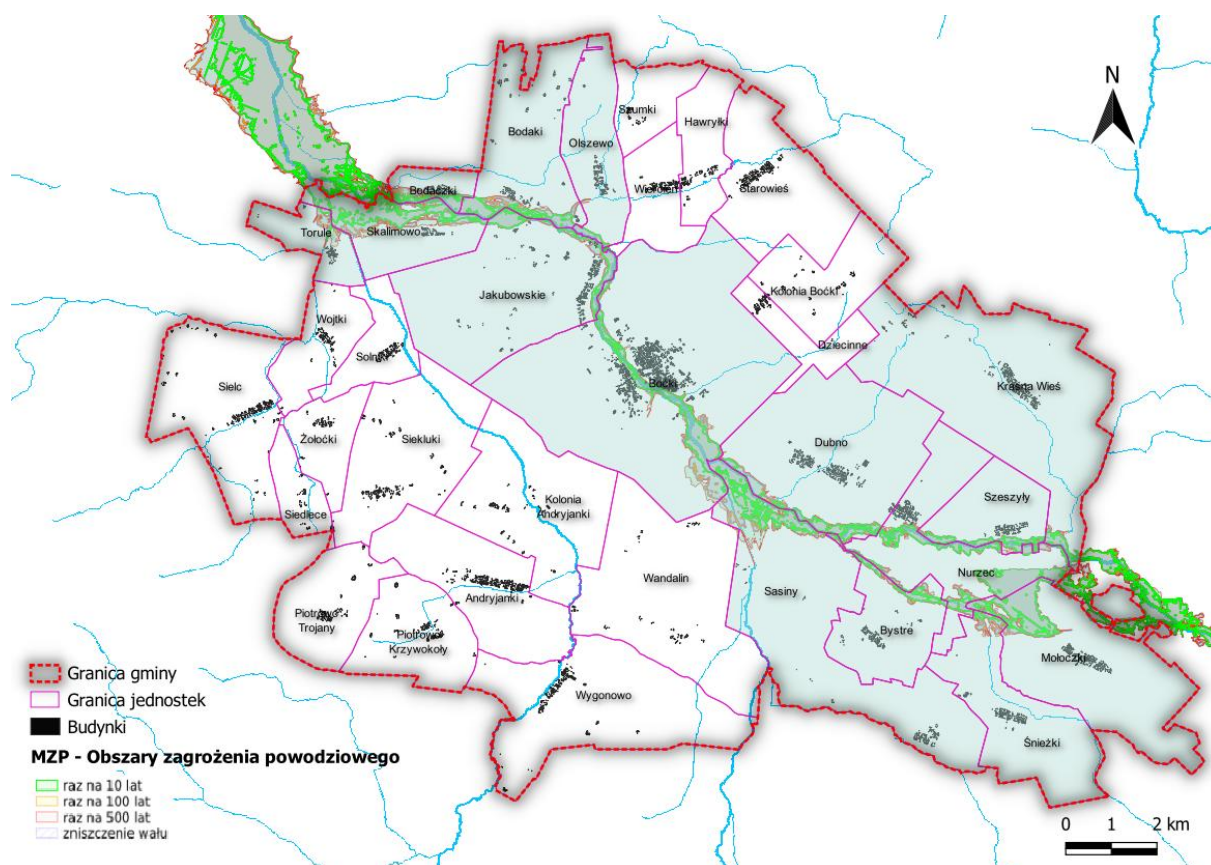 N
Szumki
Hawryłki
Bodaki
Olszewo
Wiercień
Starowieś
Bodaczki
Torule
Skalimowo
Jakubowskie
Kolonia Boćki
Wojtki
Dziecinne
Solniki
Sielc
Boćki
Krasna Wieś
Żołoćki
Siekluki
Dubno
Siedlece
Kolonia
Andryjanki
Szeszyły
Nurzec
Wandalin
Sasiny
Andryjanki
Piotrowo
Trojany
Piotrowo
Krzywokoły
Bystre
Mołoczki
Wygonowo
Śnieżki
Granica gminy
Granica jednostek
Budynki
MZP - Obszary zagrożenia powodziowego
raz na 10 lat
raz na 100 lat
raz na 500 lat
zniszczenie wału
0 1 2 km